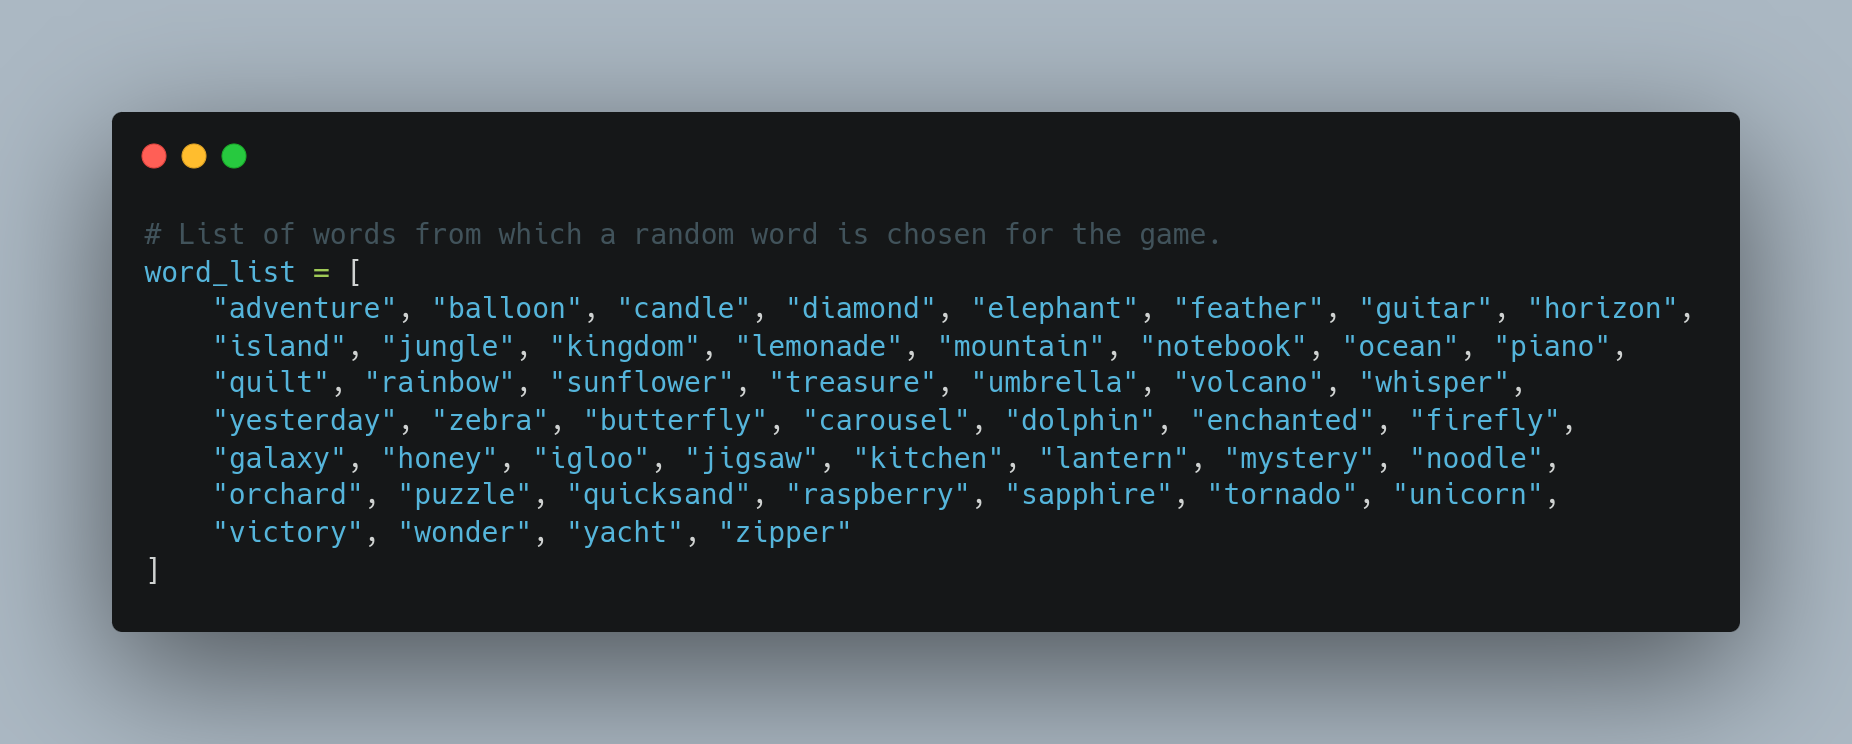 # List of words from which a random word is chosen for the game.
word_list = [
    "adventure", "balloon", "candle", "diamond", "elephant", "feather", "guitar", "horizon",
    "island", "jungle", "kingdom", "lemonade", "mountain", "notebook", "ocean", "piano",
    "quilt", "rainbow", "sunflower", "treasure", "umbrella", "volcano", "whisper",
    "yesterday", "zebra", "butterfly", "carousel", "dolphin", "enchanted", "firefly",
    "galaxy", "honey", "igloo", "jigsaw", "kitchen", "lantern", "mystery", "noodle",
    "orchard", "puzzle", "quicksand", "raspberry", "sapphire", "tornado", "unicorn",
    "victory", "wonder", "yacht", "zipper"
]